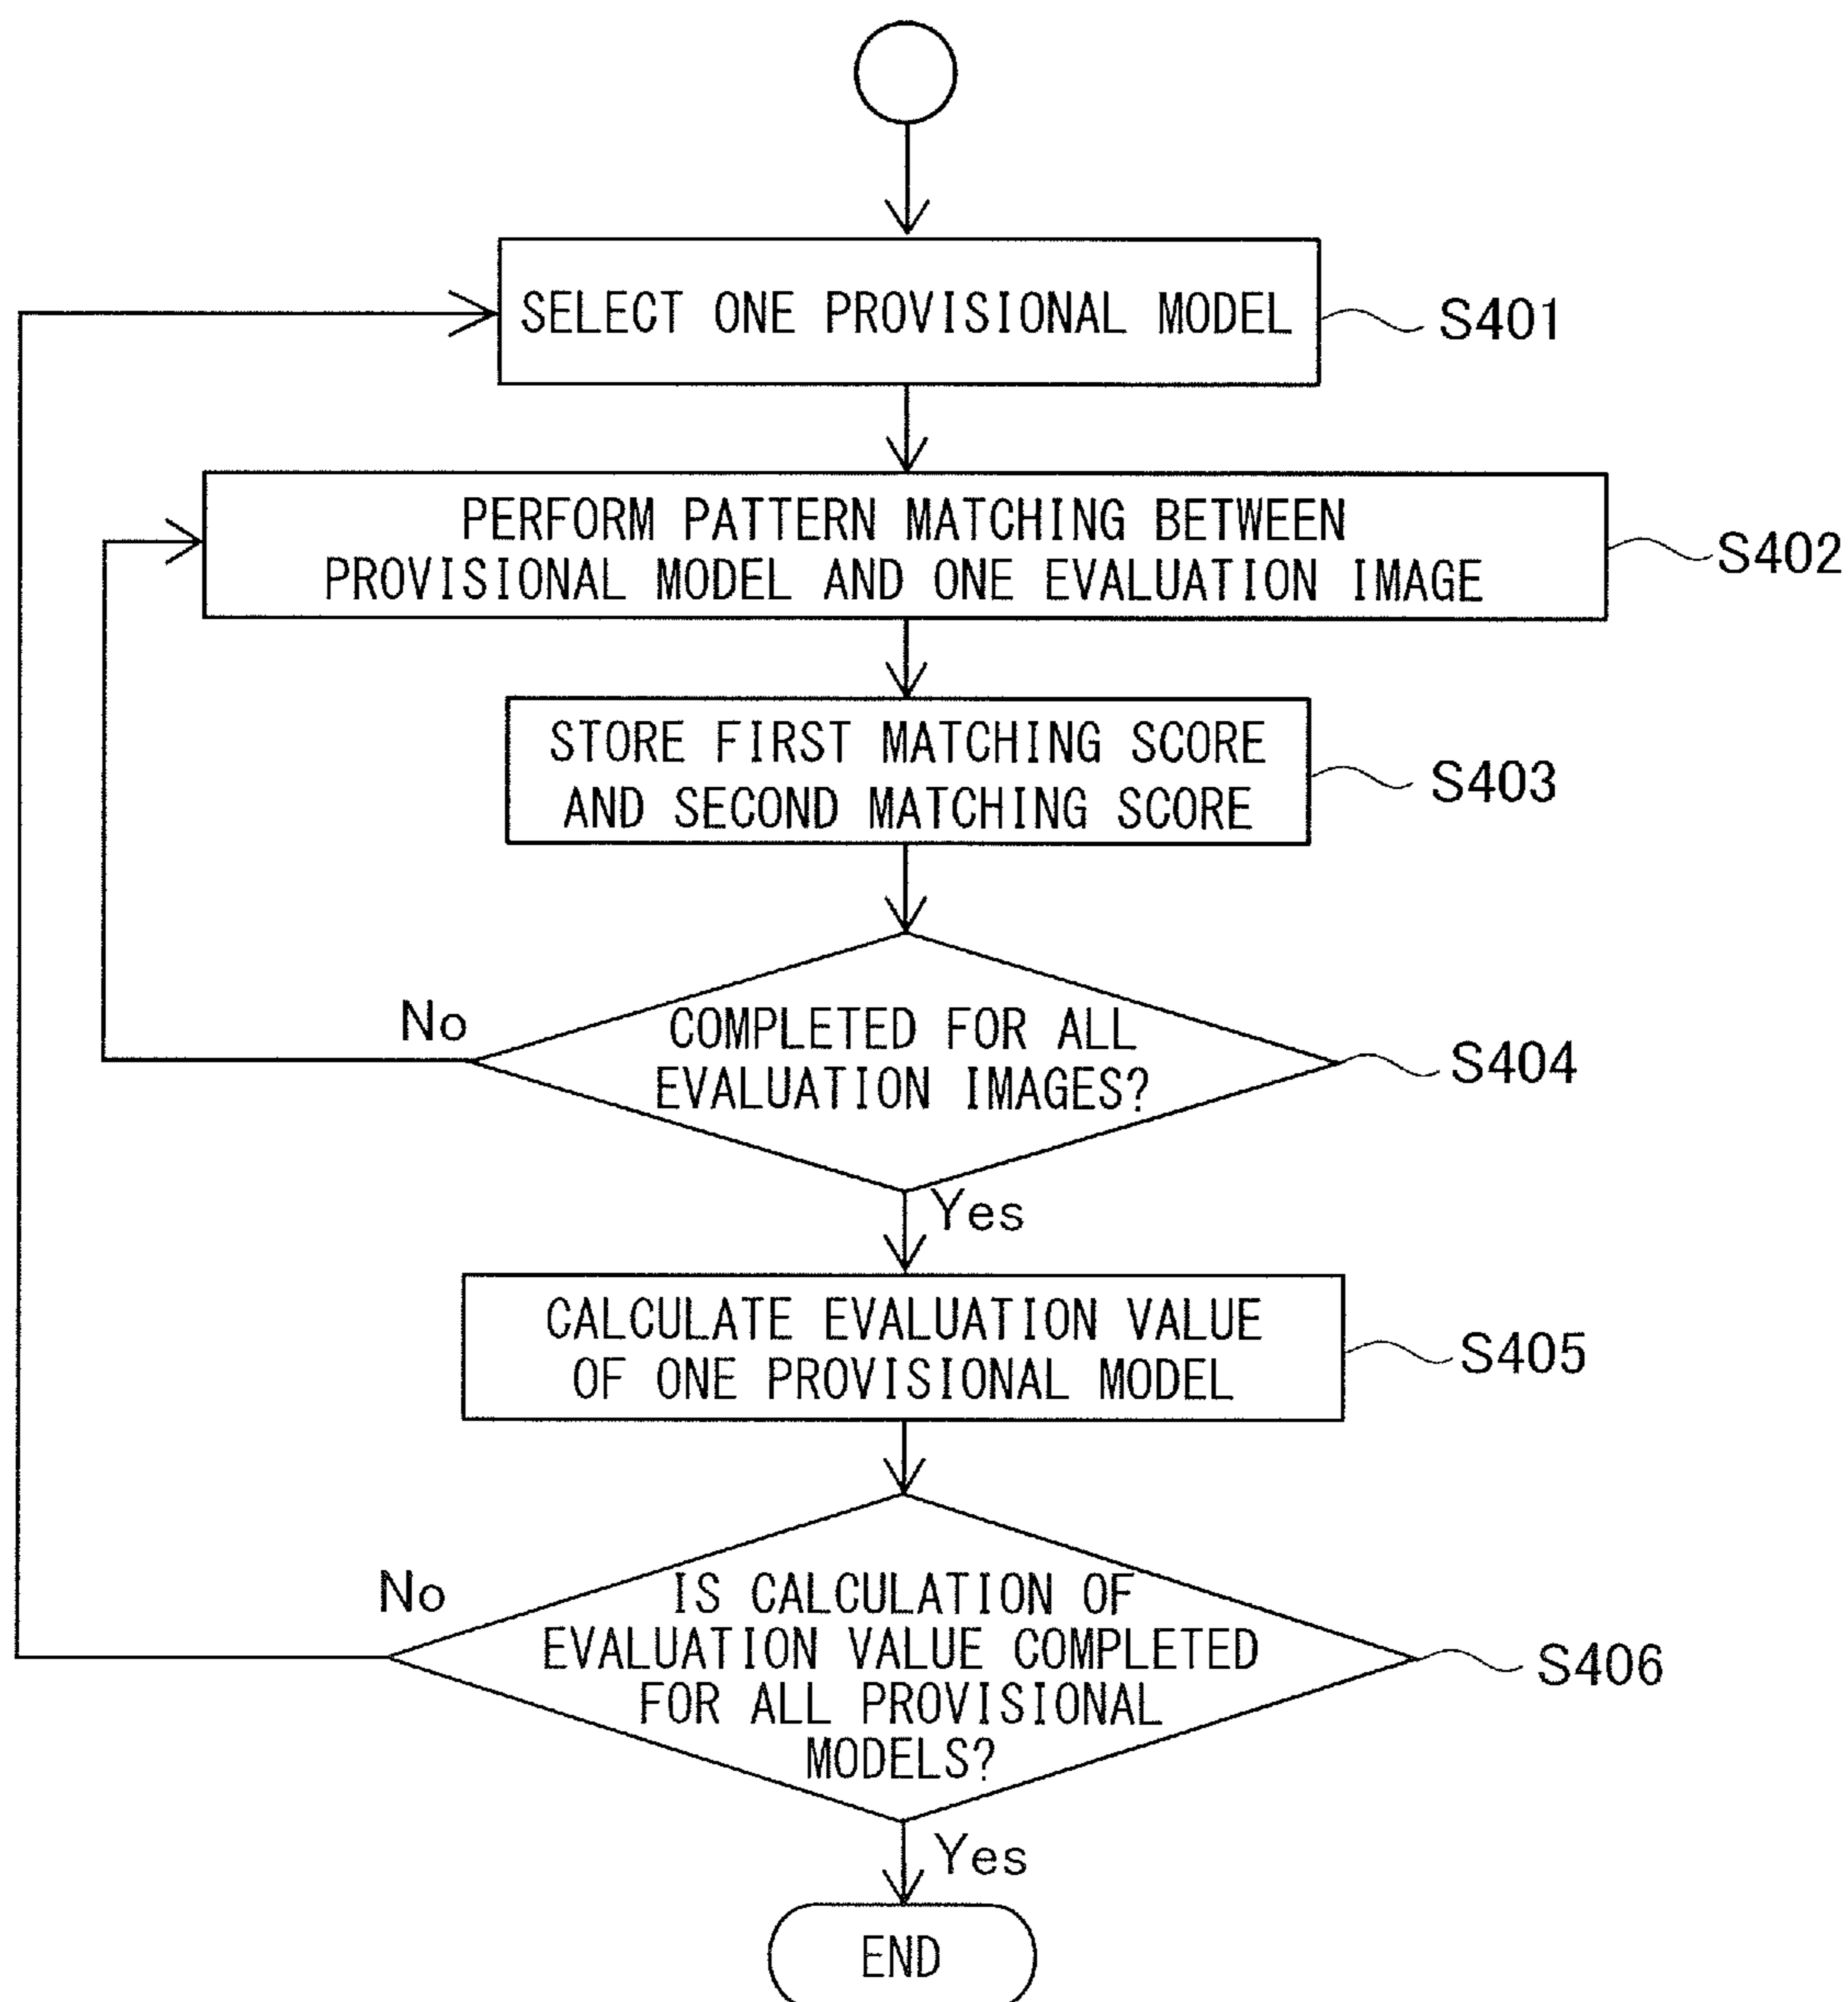 SELECT ONE PROVISIONAL MODEL
S401
PERFORM PATTERN MATCHING BETWEEN
PROVISIONAL MODEL AND ONE EVALUATION IMAGE
S402
STORE FIRST MATCHING SCORE
AND SECOND MATCHING SCORE
S403
No
COMPLETED FOR ALL
EVALUATION IMAGES?
S404
Yes
CALCULATE EVALUATION VALUE
OF ONE PROVISIONAL MODEL
S405
No
IS CALCULATION OF
EVALUATION VALUE COMPLETED
FOR ALL PROVISIONAL
MODELS?
S406
Yes
END